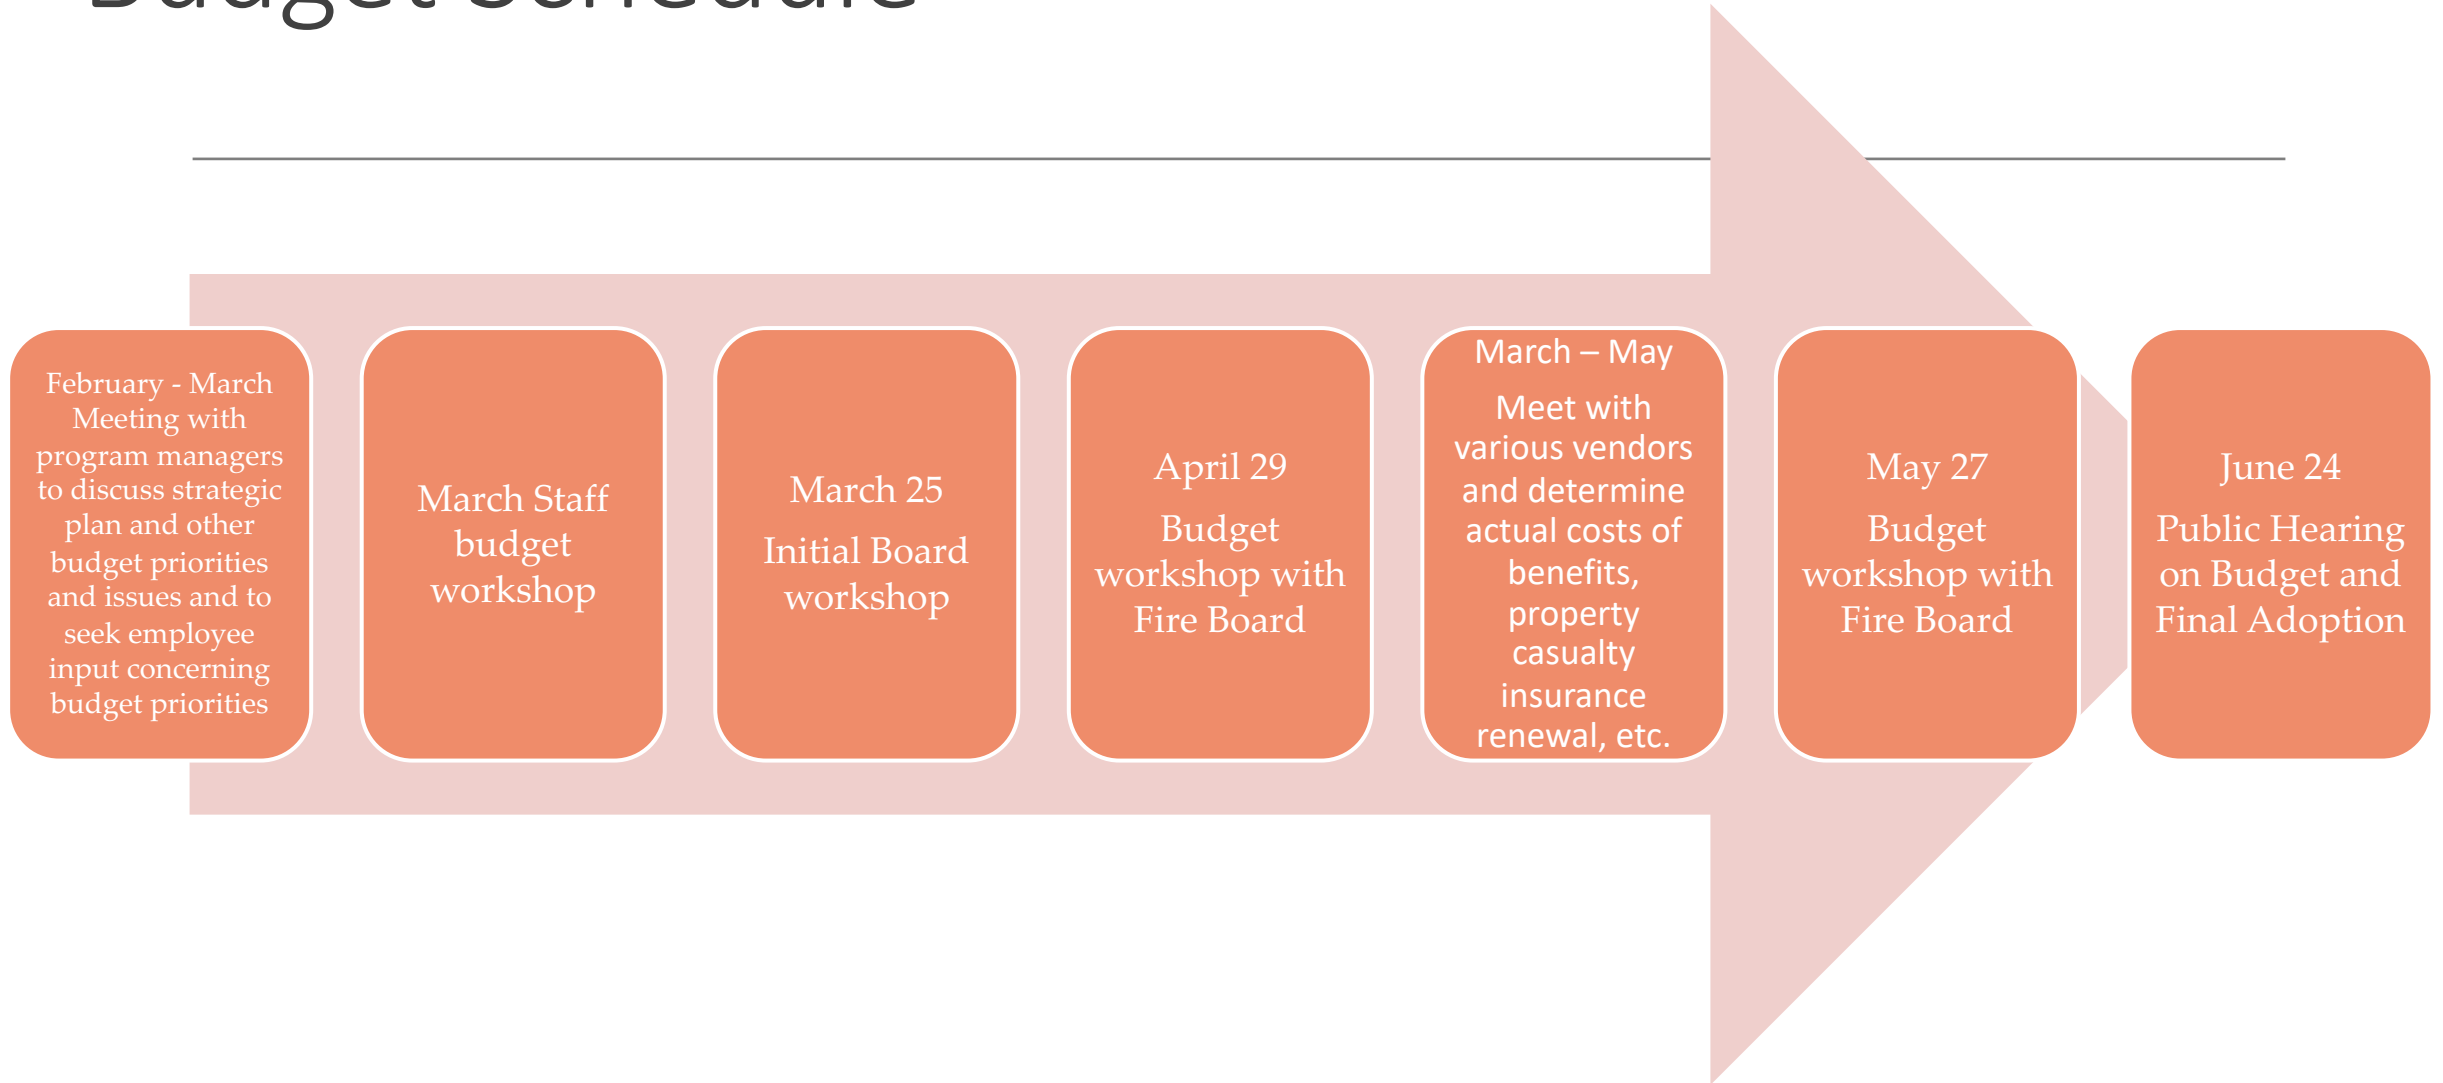 Budget Schedule
February - March
Meeting with
program managers
to discuss strategic
plan and other
budget priorities
and issues and to
seek employee
input concerning
budget priorities
March Staff
budget
workshop
March 25
Initial Board
workshop
April 29
Budget
workshop with
Fire Board
March – May
Meet with
various vendors
and determine
actual costs of
benefits,
property
casualty
insurance
renewal, etc.
May 27
Budget
workshop with
Fire Board
June 24
Public Hearing
on Budget and
Final Adoption